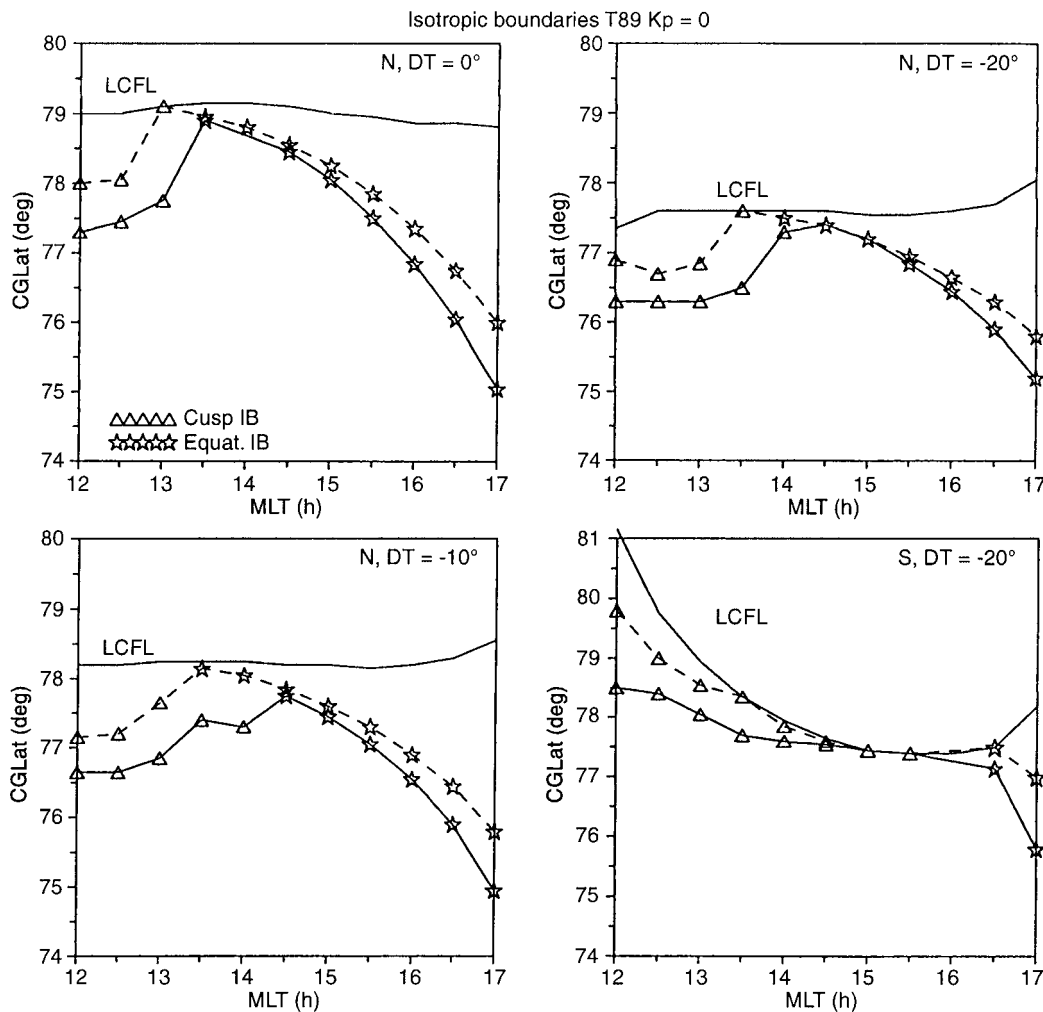 Isotropic boundaries T89 Kp = 0
N, DT = 0°
LCFL
CGLat (deg)
80
79
78
77
76
75
74
Cusp IB
Equat. IB
12 13 14 15 16 17
MLT (h)
N, DT = -20°
LCFL
CGLat (deg)
80
79
78
77
76
75
74
12 13 14 15 16 17
MLT (h)
N, DT = -10°
LCFL
CGLat (deg)
80
79
78
77
76
75
74
12 13 14 15 16 17
MLT (h)
S, DT = -20°
LCFL
CGLat (deg)
81
80
79
78
77
76
75
74
12 13 14 15 16 17
MLT (h)